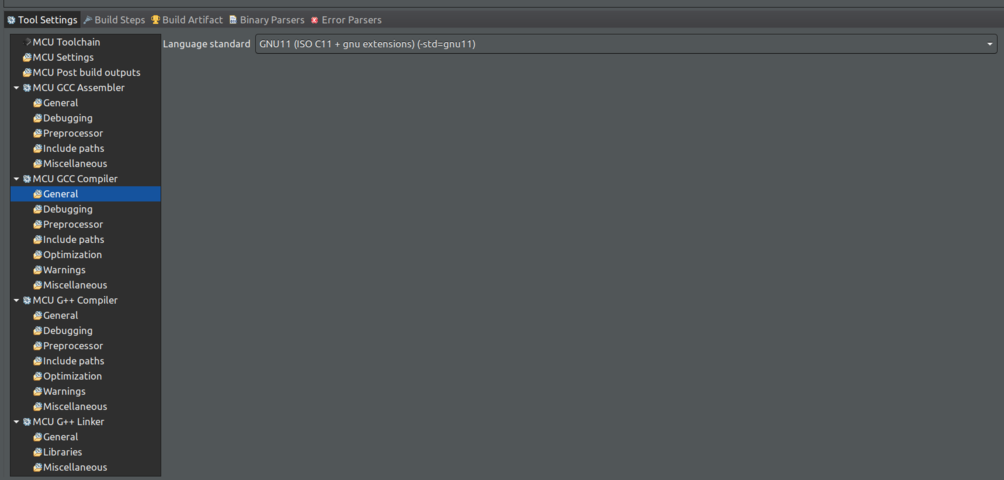 Tool Settings Build Steps Build Artifact Binary Parsers Error Parsers
MCU Toolchain
MCU Settings
MCU Post build outputs
MCU GCC Assembler
General
Debugging
Preprocessor
Include paths
Miscellaneous
MCU GCC Compiler
General
Debugging
Preprocessor
Include paths
Optimization
Warnings
Miscellaneous
MCU G++ Compiler
General
Debugging
Preprocessor
Include paths
Optimization
Warnings
Miscellaneous
MCU G++ Linker
General
Libraries
Miscellaneous
Language standard GNU11 (ISO C11 + gnu extensions) (-std=gnu11)